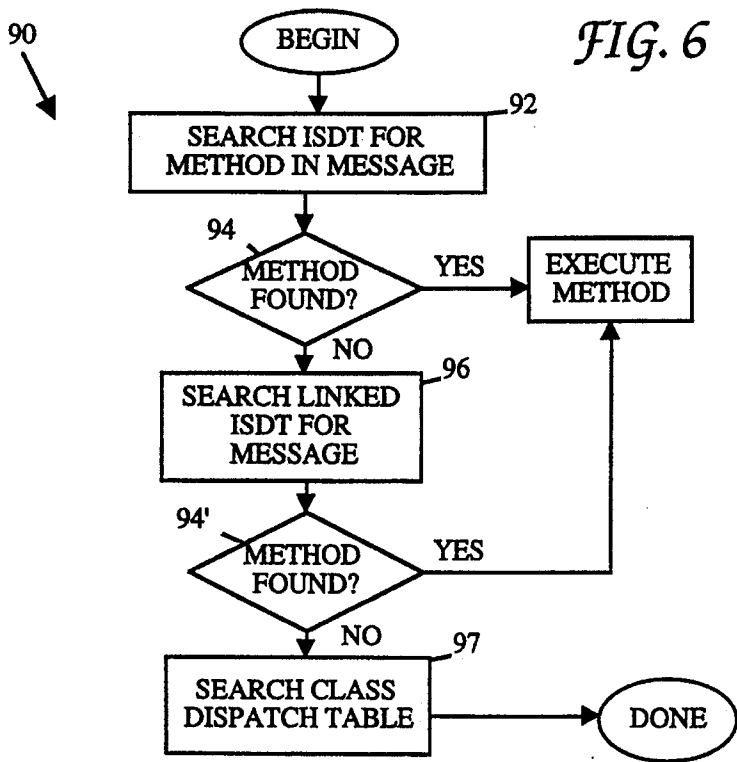 90
BEGIN
FIG. 6
92
SEARCH ISDT FOR
METHOD IN MESSAGE
94
METHOD
FOUND?
YES
EXECUTE
METHOD
NO
96
SEARCH LINKED
ISDT FOR
MESSAGE
94'
METHOD
FOUND?
YES
NO
97
SEARCH CLASS
DISPATCH TABLE
DONE